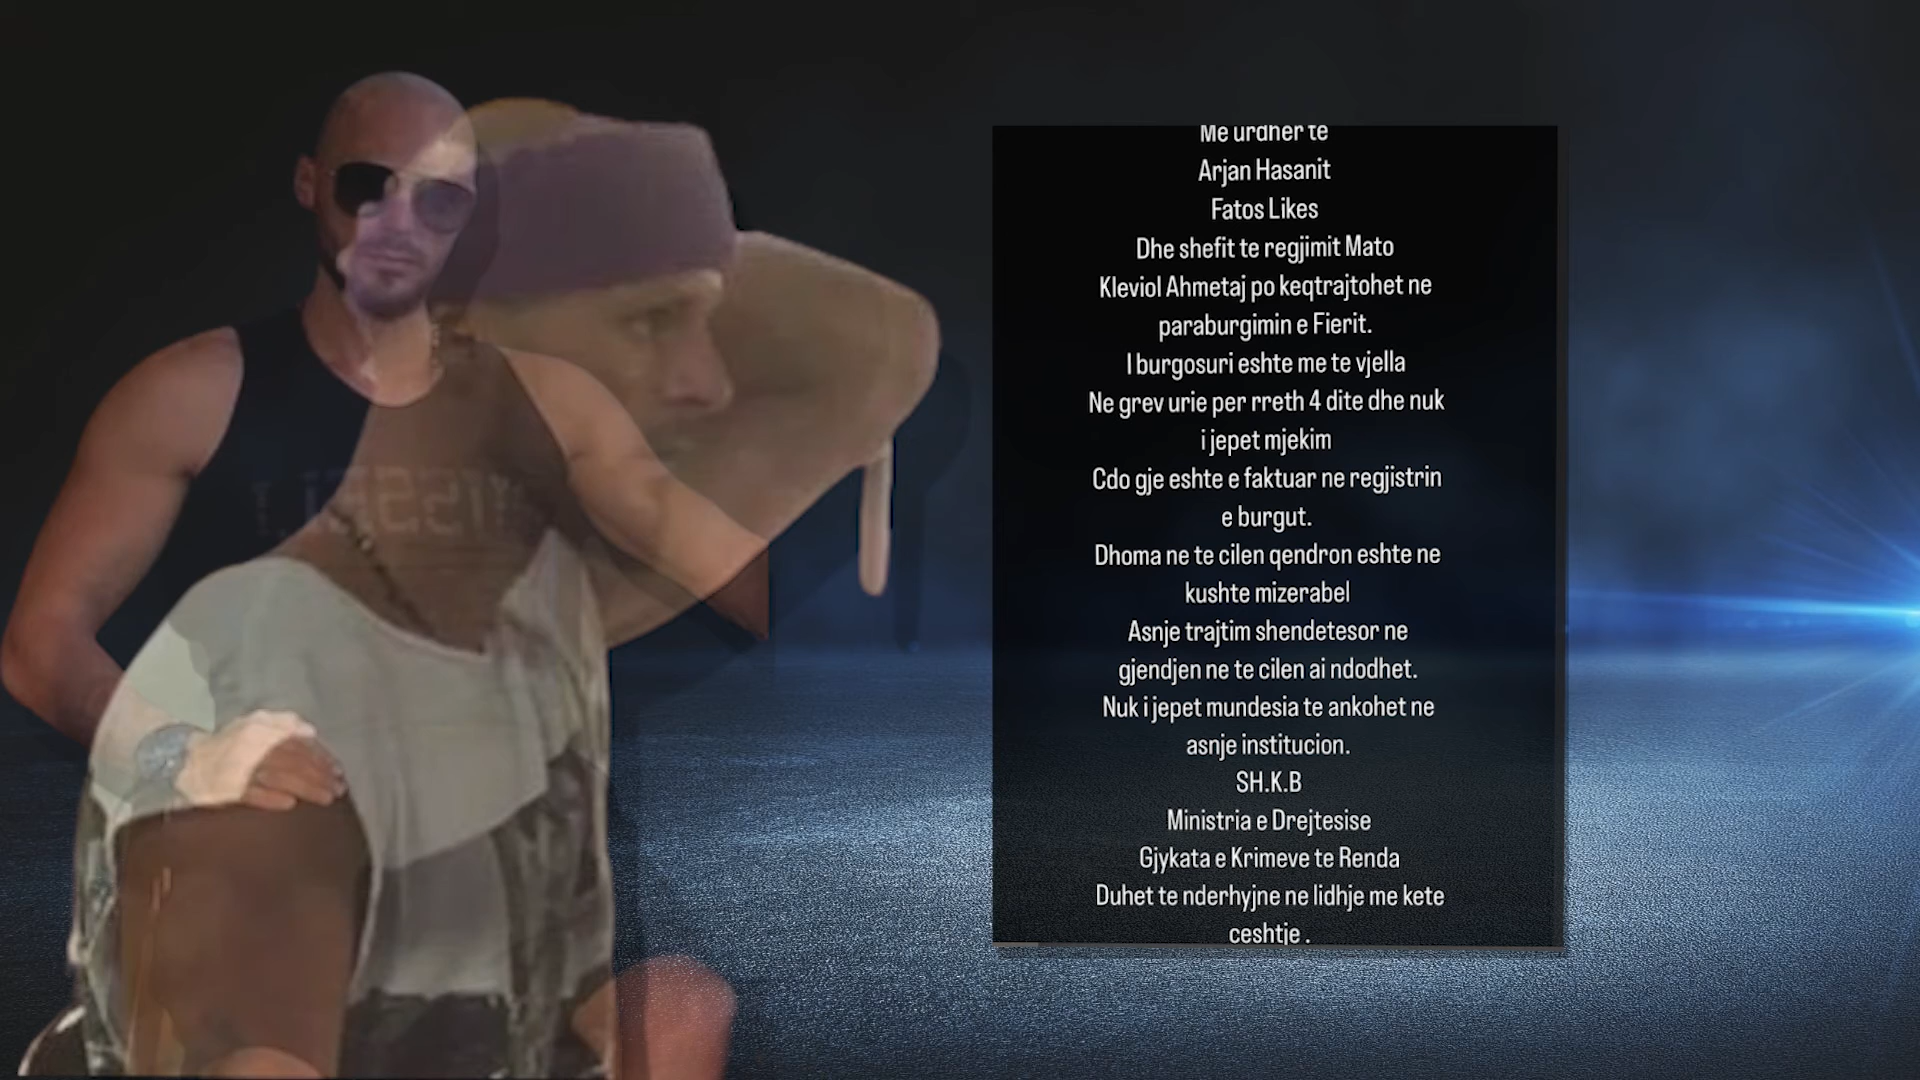 Me urdher te
Arjan Hasanit
Fatos Likes
Dhe shefit te regjimit Mato
Kleviol Ahmetaj po keqtrajtohet ne
paraburgimin e Fierit.
I burgosuri eshte me te vjella
Ne grev urie per rreth 4 dite dhe nuk
i jepet mjekim
Cdo gje eshte e faktuar ne regjistrin
e burgut.
Dhoma ne te cilen qendron eshte ne
kushte mizerabel
Asnje trajtim shendetesor ne
gjendjen ne te cilen ai ndodhet.
Nuk i jepet mundesia te ankohet ne
asnje institucion.
SH.K.B
Ministria e Drejtesise
Gjykata e Krimeve te Renda
Duhet te nderhyjne ne lidhje me kete
ceshtje .